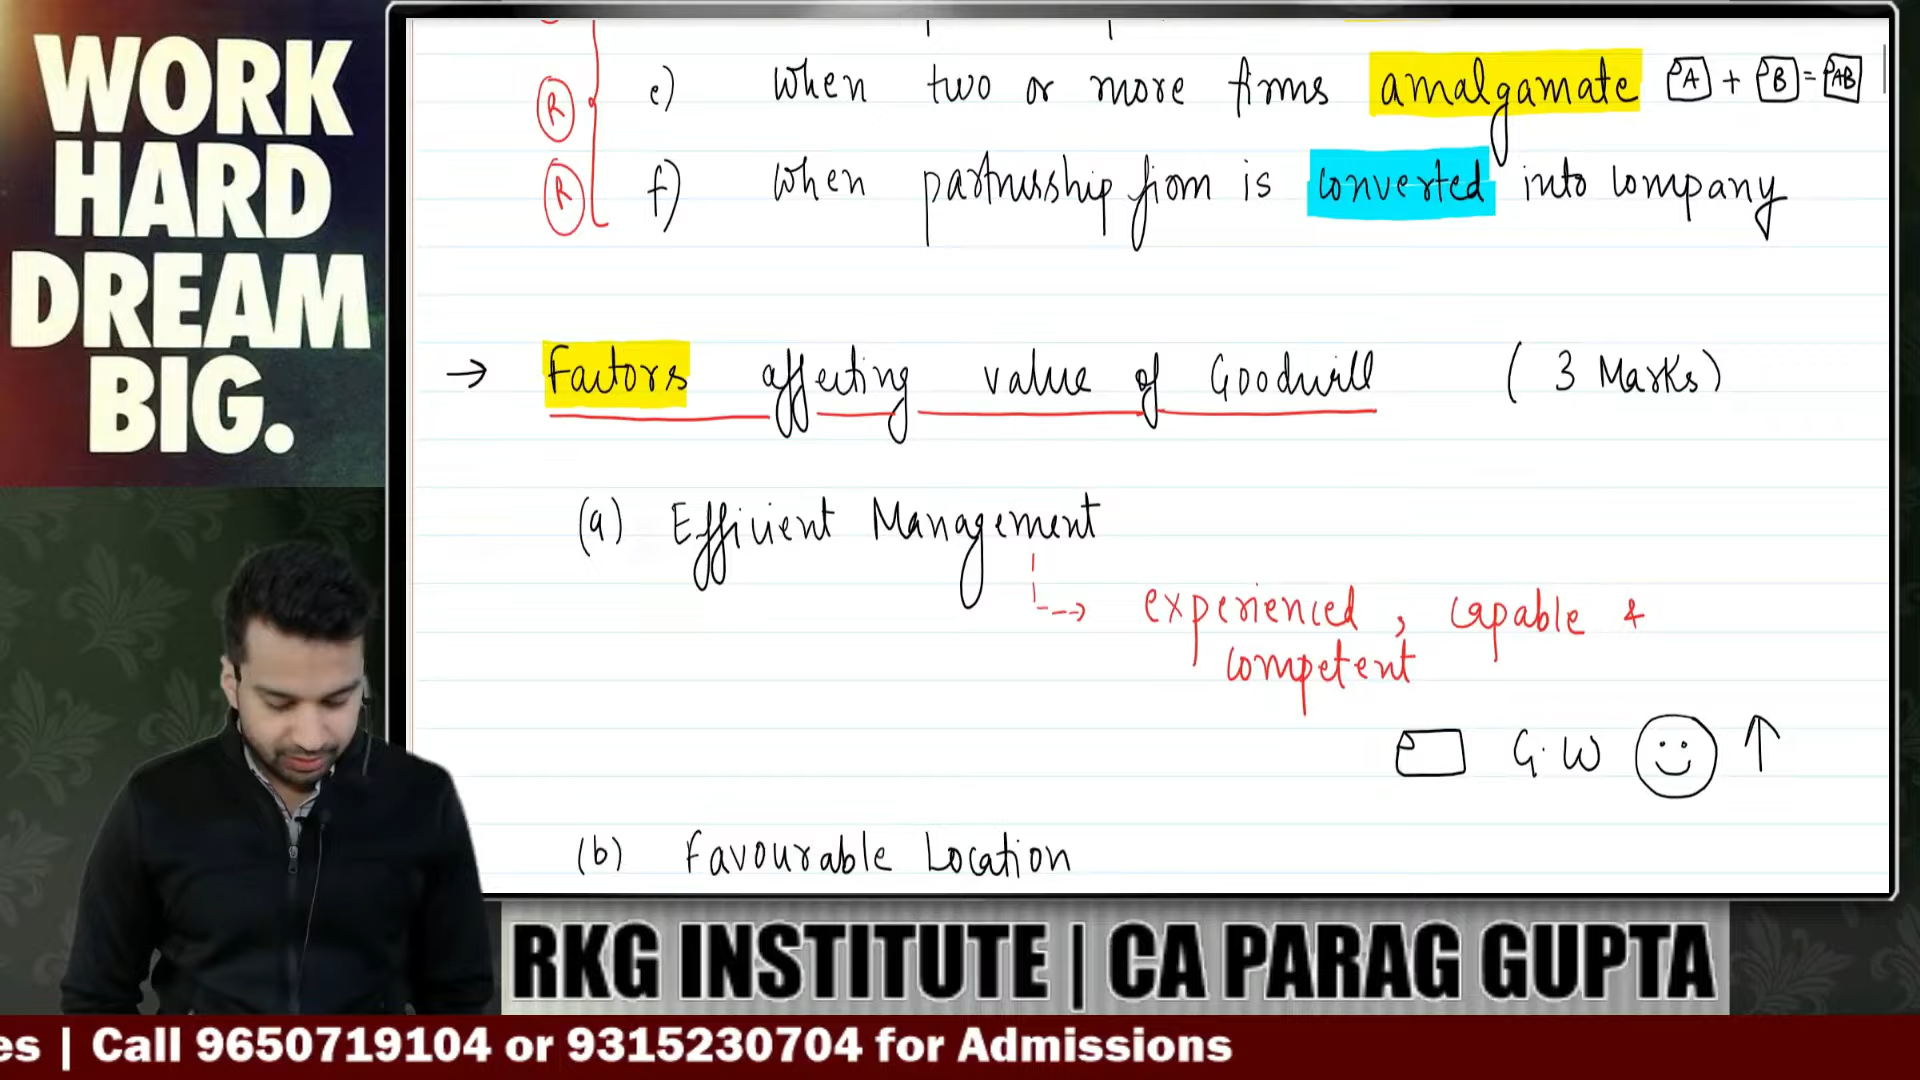 WORK
HARD
DREAM
BIG.
R e) when two or more firms amalgamate A + B = AB
R f) when partnership firm is converted into company
→ Factors affecting value of Goodwill ( 3 Marks )
(a) Efficient Management
experienced, capable &
competent
G.W ↑
(b) Favourable Location
RKG INSTITUTE | CA PARAG GUPTA
es | Call 9650719104 or 9315230704 for Admissions